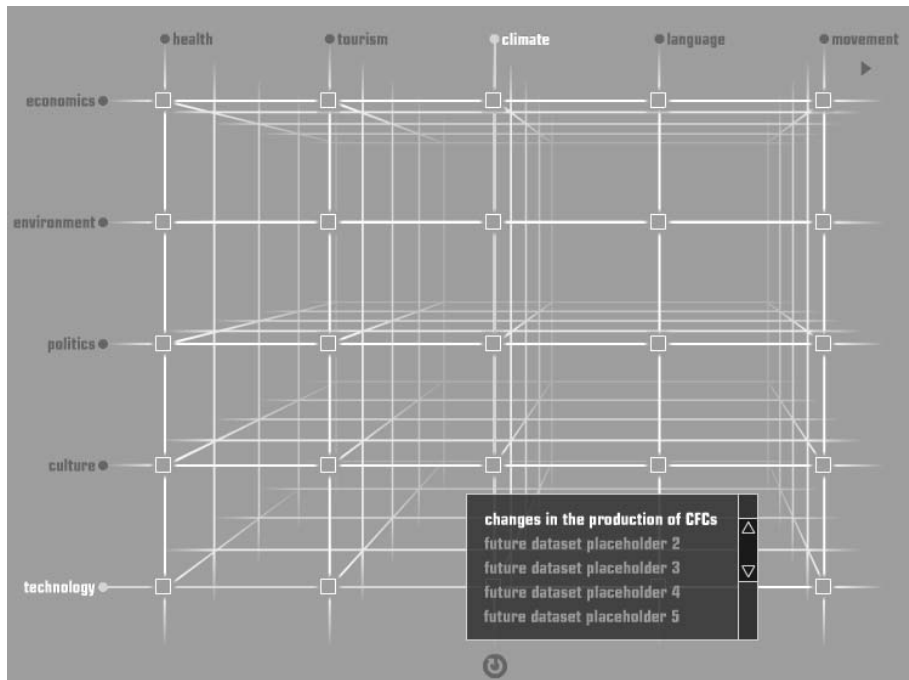 health
tourism
climate
language
movement
economics
environment
politics
culture
technology
changes in the production of CFCs
future dataset placeholder 2
future dataset placeholder 3
future dataset placeholder 4
future dataset placeholder 5